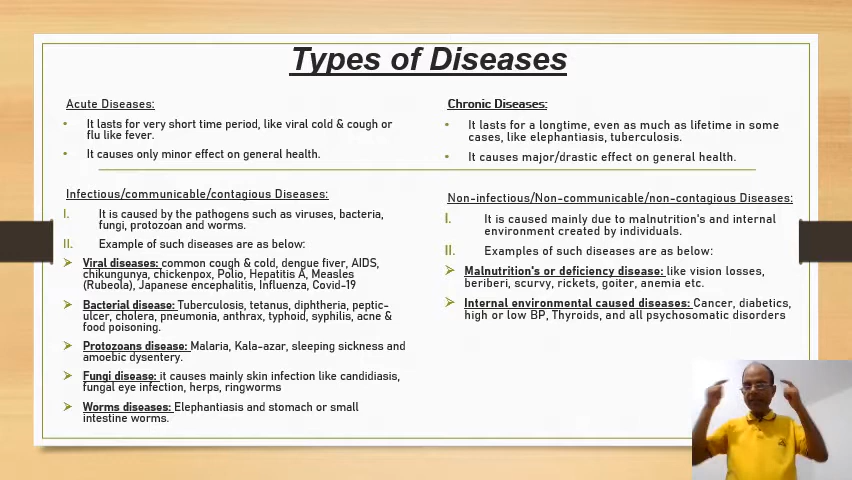 Types of Diseases
Acute Diseases:
• It lasts for very short time period, like viral cold & cough or
flu like fever.
• It causes only minor effect on general health.
Chronic Diseases:
• It lasts for a longtime, even as much as lifetime in some
cases, like elephantiasis, tuberculosis.
• It causes major/drastic effect on general health.
Infectious/communicable/contagious Diseases:
I. It is caused by the pathogens such as viruses, bacteria,
fungi, protozoan and worms.
II. Example of such diseases are as below:
Viral diseases: common cough & cold, dengue fiver, AIDS,
chikungunya, chickenpox, Polio, Hepatitis A, Measles
(Rubeola), Japanese encephalitis, Influenza, Covid-19
Bacterial disease: Tuberculosis, tetanus, diphtheria, peptic-
ulcer, cholera, pneumonia, anthrax, typhoid, syphilis, acne &
food poisoning.
Protozoans disease: Malaria, Kala-azar, sleeping sickness and
amoebic dysentery.
Fungi disease: it causes mainly skin infection like candidiasis,
fungal eye infection, herps, ringworms
Worms diseases: Elephantiasis and stomach or small
intestine worms.
Non-infectious/Non-communicable/non-contagious Diseases:
I. It is caused mainly due to malnutrition's and internal
environment created by individuals.
II. Examples of such diseases are as below:
Malnutrition's or deficiency disease: like vision losses,
beriberi, scurvy, rickets, goiter, anemia etc.
Internal environmental caused diseases: Cancer, diabetics,
high or low BP, Thyroids, and all psychosomatic disorders